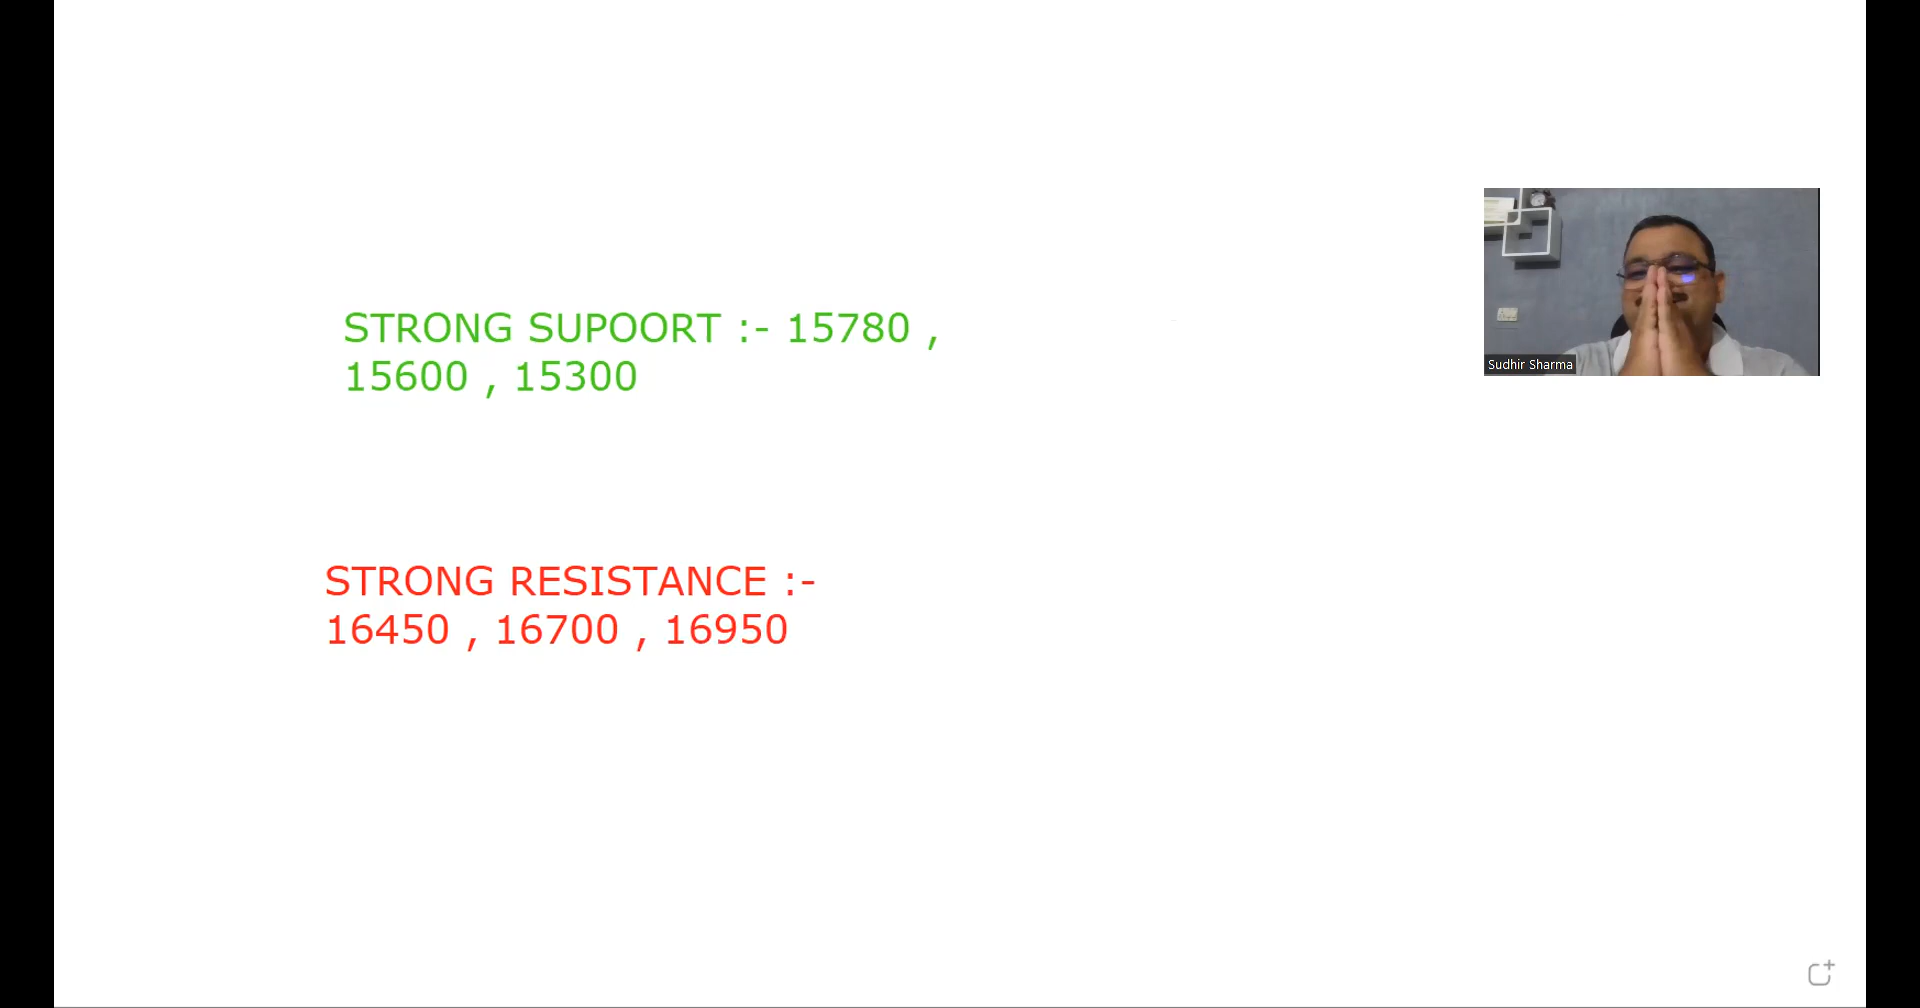 STRONG SUPOORT :- 15780 ,
15600 , 15300
Sudhir Sharma
STRONG RESISTANCE :-
16450 , 16700 , 16950